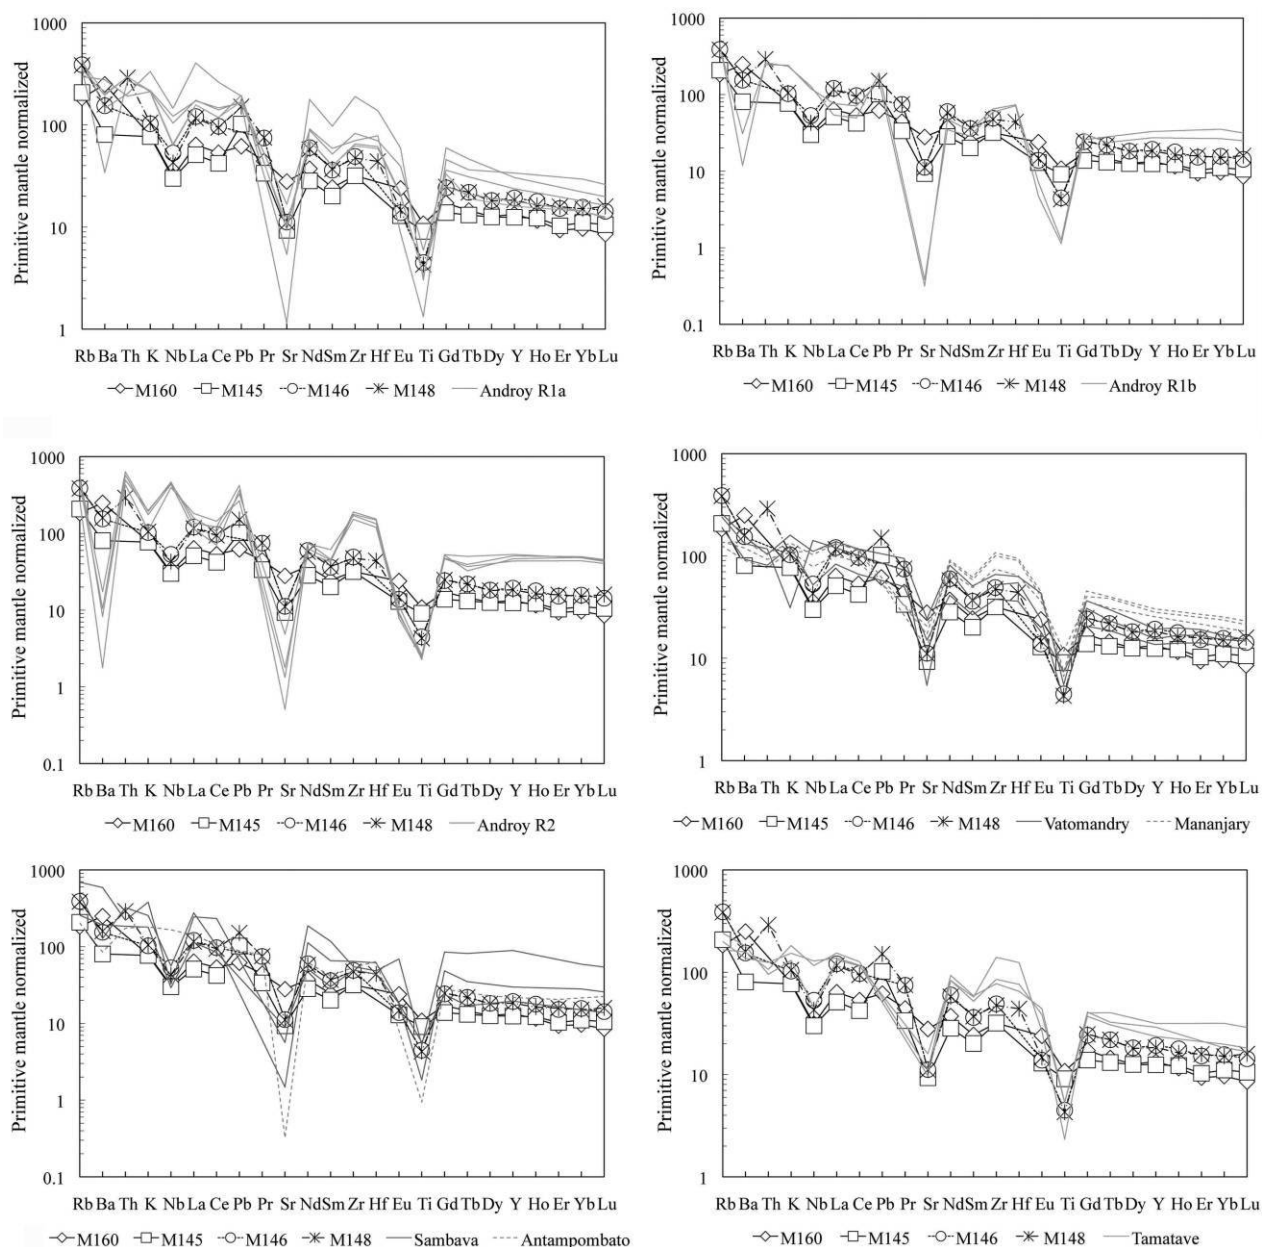 Primitive mantle normalized
1000
100
10
1
Rb Ba Th K Nb La Ce Pb Pr Sr Nd Sm Zr Hf Eu Ti Gd Tb Dy Y Ho Er Yb Lu
M160 M145 M146 M148 Androy R1a
Primitive mantle normalized
1000
100
10
1
0.1
Rb Ba Th K Nb La Ce Pb Pr Sr Nd Sm Zr Hf Eu Ti Gd Tb Dy Y Ho Er Yb Lu
M160 M145 M146 M148 Androy R1b
Primitive mantle normalized
1000
100
10
1
0.1
Rb Ba Th K Nb La Ce Pb Pr Sr Nd Sm Zr Hf Eu Ti Gd Tb Dy Y Ho Er Yb Lu
M160 M145 M146 M148 Androy R2
Primitive mantle normalized
1000
100
10
1
Rb Ba Th K Nb La Ce Pb Pr Sr Nd Sm Zr Hf Eu Ti Gd Tb Dy Y Ho Er Yb Lu
M160 M145 M146 M148 Vatomandry Mananjary
Primitive mantle normalized
1000
100
10
1
0.1
Rb Ba Th K Nb La Ce Pb Pr Sr Nd Sm Zr Hf Eu Ti Gd Tb Dy Y Ho Er Yb Lu
M160 M145 M146 M148 Sambava Antampombato
Primitive mantle normalized
1000
100
10
1
Rb Ba Th K Nb La Ce Pb Pr Sr Nd Sm Zr Hf Eu Ti Gd Tb Dy Y Ho Er Yb Lu
M160 M145 M146 M148 Tamatave